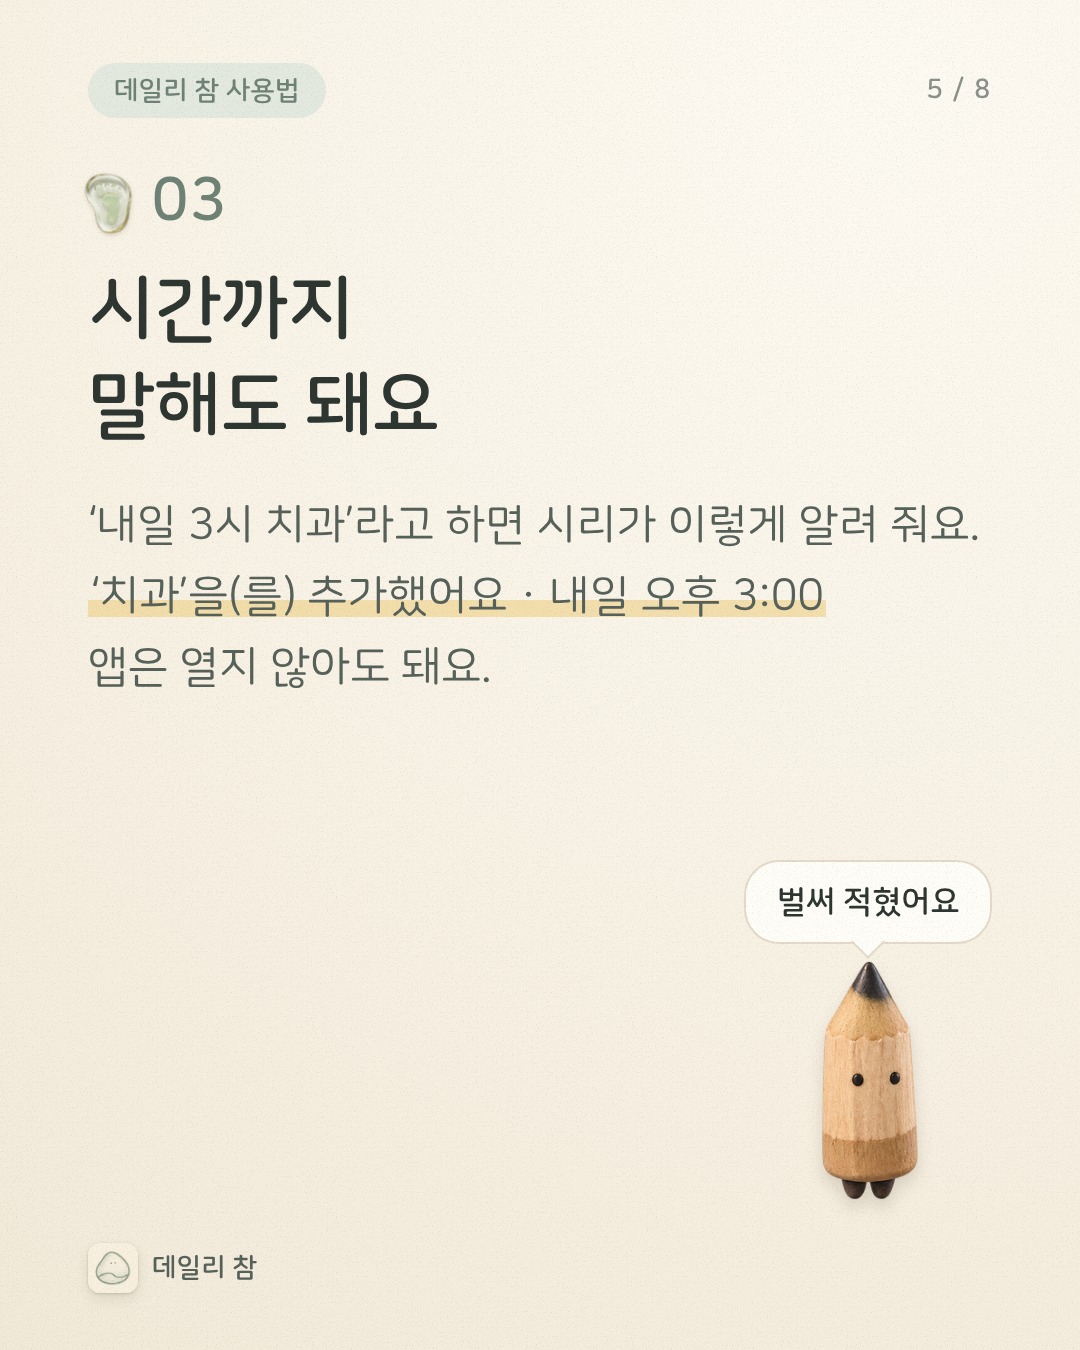 데일리 참 사용법
5 / 8
03
시간까지
말해도 돼요
‘내일 3시 치과’라고 하면 시리가 이렇게 알려 줘요.
‘치과’을(를) 추가했어요 · 내일 오후 3:00
앱은 열지 않아도 돼요.
벌써 적혔어요
데일리 참